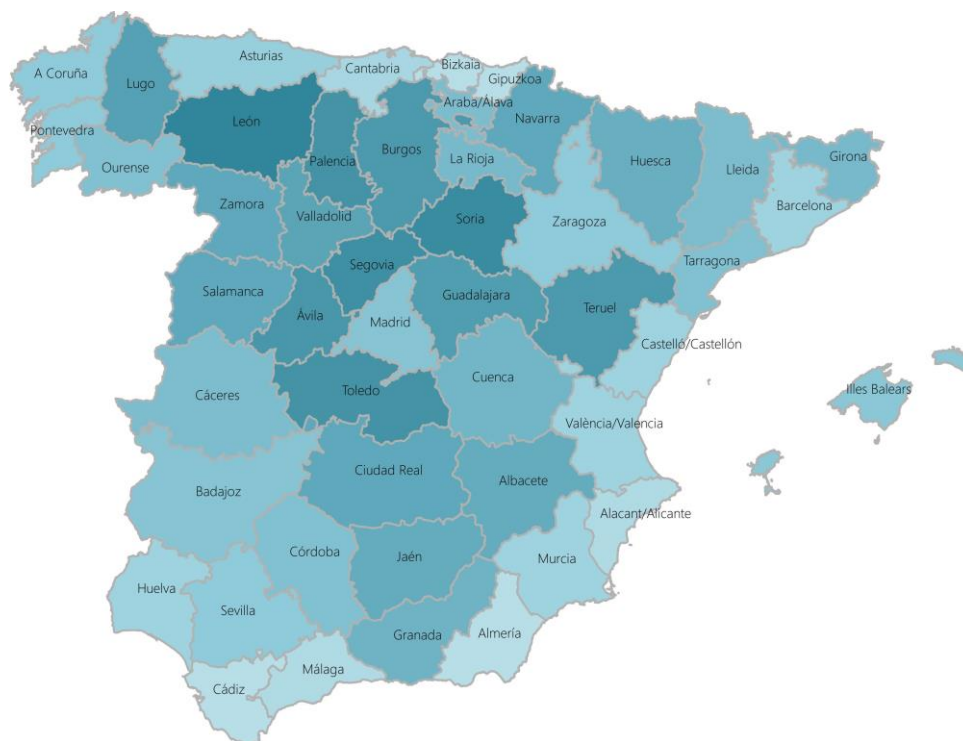 Asturias
Cantabria
Bizkaia
Gipuzkoa
A Coruña
Lugo
Araba/Álava
León
Navarra
Pontevedra
Palencia
Burgos
La Rioja
Huesca
Girona
Ourense
Lleida
Zamora
Valladolid
Soria
Zaragoza
Barcelona
Segovia
Tarragona
Salamanca
Ávila
Madrid
Guadalajara
Teruel
Castelló/Castellón
Cáceres
Toledo
Cuenca
Illes Balears
València/Valencia
Badajoz
Ciudad Real
Albacete
Alacant/Alicante
Córdoba
Jaén
Murcia
Huelva
Sevilla
Granada
Almería
Málaga
Cádiz